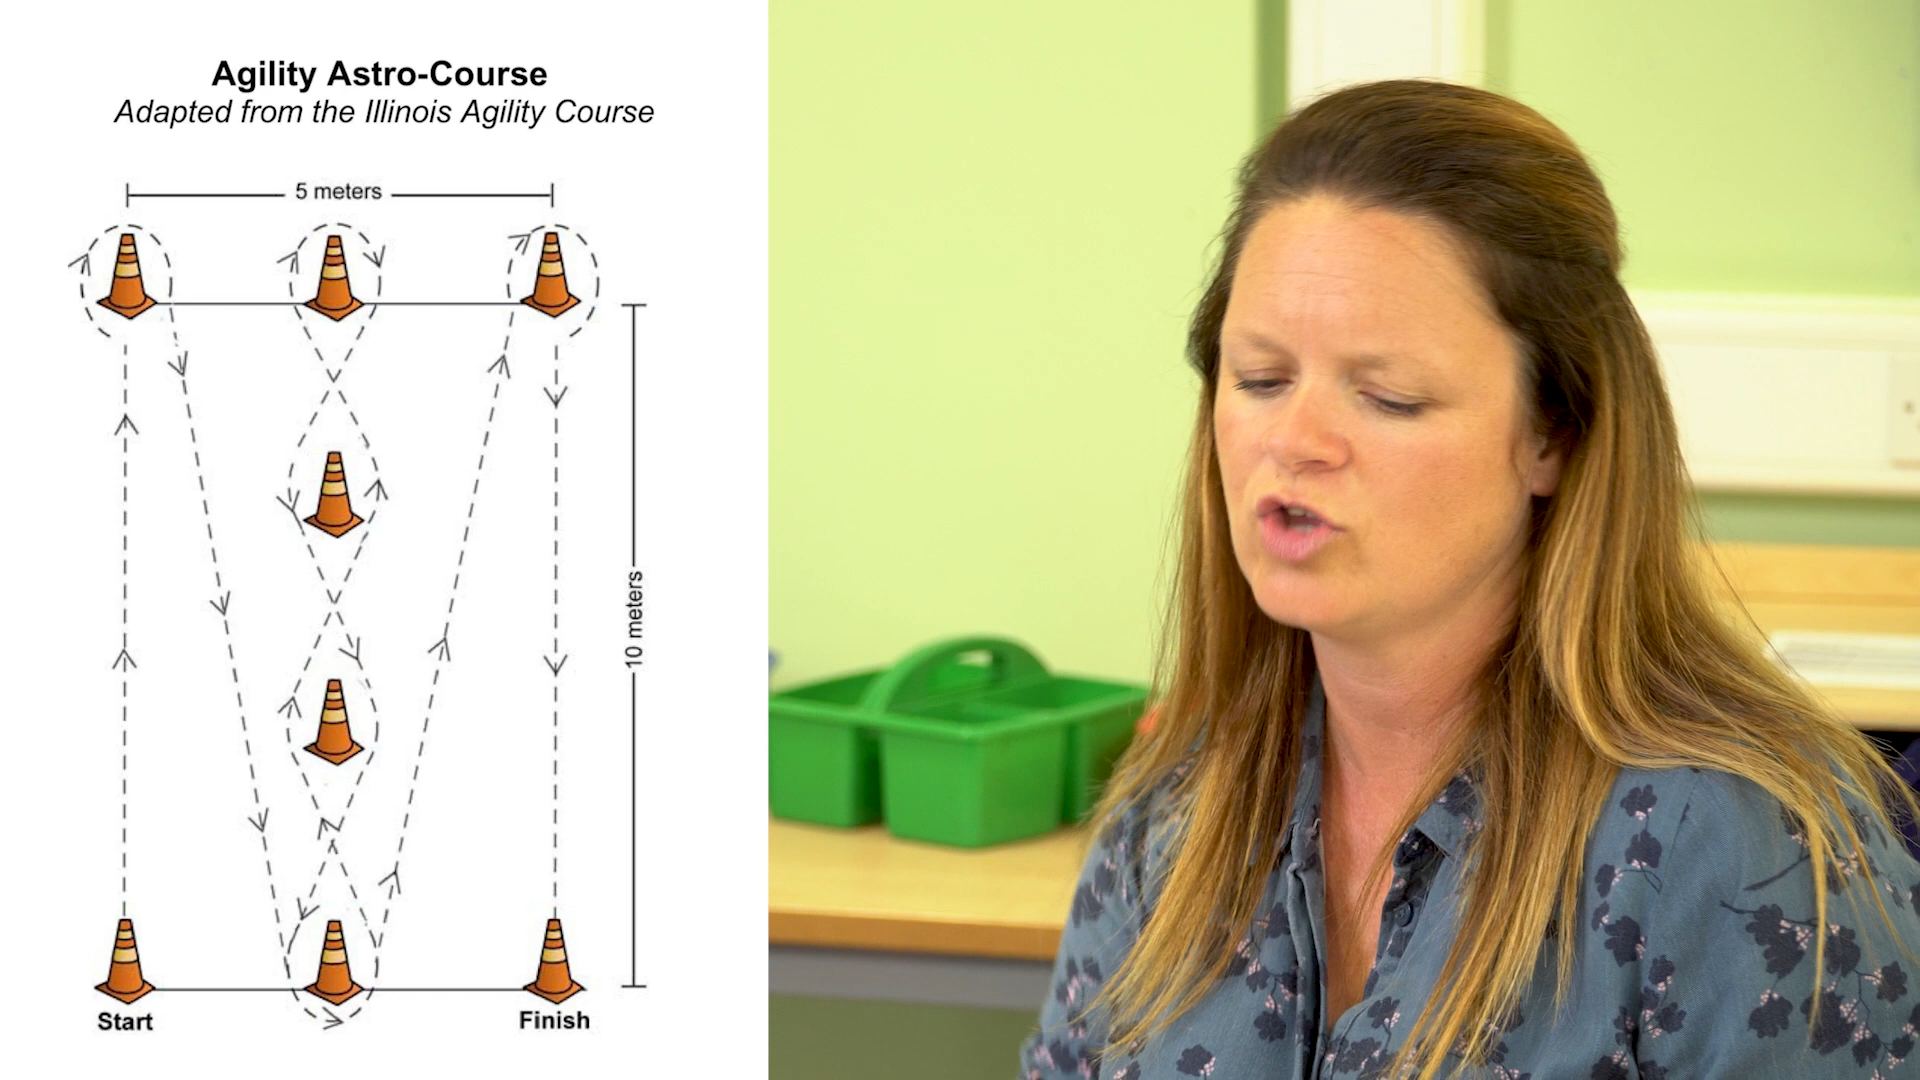 Agility Astro-Course
Adapted from the Illinois Agility Course
5 meters
10 meters
Start
Finish